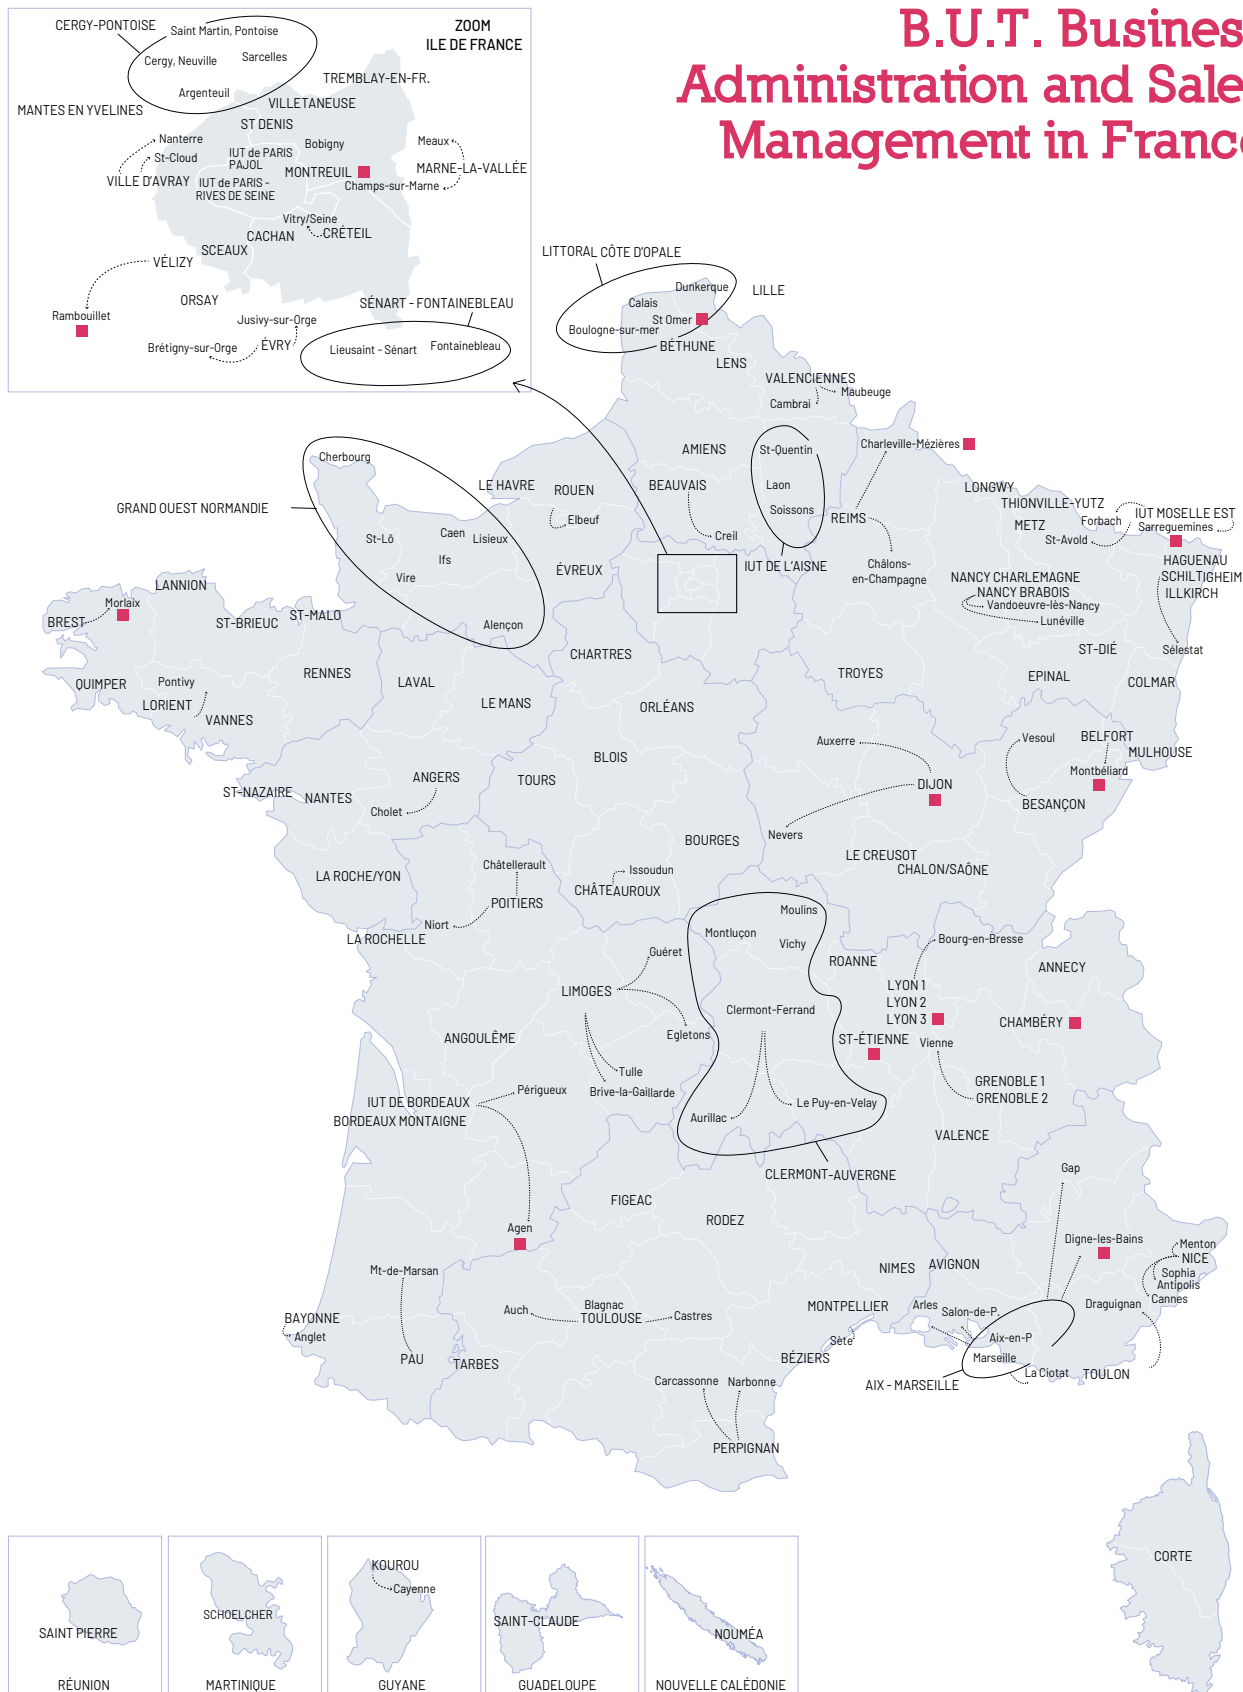 B.U.T. Busines
Administration and Sale
Management in Franc
ZOOM
ILE DE FRANCE
CERGY-PONTOISE
Saint Martin, Pontoise
Cergy, Neuville
Sarcelles
Argenteuil
TREMBLAY-EN-FR.
MANTES EN YVELINES
VILLETANEUSE
ST DENIS
Nanterre
Bobigny
Meaux
St-Cloud
IUT de PARIS
PAJOL
MONTREUIL
MARNE-LA-VALLÉE
VILLE D'AVRAY
IUT de PARIS -
RIVES DE SEINE
Champs-sur-Marne
Vitry/Seine
CACHAN
CRÉTEIL
SCEAUX
VÉLIZY
ORSAY
SÉNART - FONTAINEBLEAU
Rambouillet
Jusivy-sur-Orge
Brétigny-sur-Orge
ÉVRY
Lieusaint - Sénart
Fontainebleau
LITTORAL CÔTE D'OPALE
Dunkerque
LILLE
Calais
St Omer
Boulogne-sur-mer
BÉTHUNE
LENS
VALENCIENNES
Maubeuge
Cambrai
AMIENS
St-Quentin
Charleville-Mézières
Cherbourg
LE HAVRE
ROUEN
BEAUVAIS
Laon
LONGWY
GRAND OUEST NORMANDIE
Elbeuf
Soissons
REIMS
THIONVILLE-YUTZ
IUT MOSELLE EST
METZ
Forbach
Sarreguemines
St-Lô
Caen
Lisieux
Creil
St-Avold
Ifs
ÉVREUX
IUT DE L'AISNE
Châlons-
en-Champagne
HAGUENAU
SCHILTIGHEIM
ILLKIRCH
Vire
NANCY CHARLEMAGNE
NANCY BRABOIS
Vandoeuvre-lès-Nancy
Lunéville
LANNION
Morlaix
BREST
ST-BRIEUC
ST-MALO
Alençon
CHARTRES
ST-DIÉ
Sélestat
QUIMPER
Pontivy
RENNES
LAVAL
TROYES
EPINAL
COLMAR
LORIENT
VANNES
LE MANS
ORLÉANS
Auxerre
Vesoul
BELFORT
MULHOUSE
BLOIS
Montbéliard
ST-NAZAIRE
NANTES
ANGERS
TOURS
DIJON
BESANÇON
Cholet
Nevers
BOURGES
LE CREUSOT
CHALON/SAÔNE
LA ROCHE/YON
Châtellerault
Issoudun
CHÂTEAUROUX
POITIERS
Niort
Moulins
LA ROCHELLE
Montluçon
Vichy
Bourg-en-Bresse
Guéret
ROANNE
ANNECY
LIMOGES
LYON 1
LYON 2
LYON 3
Clermont-Ferrand
CHAMBÉRY
ANGOULÊME
Egletons
ST-ÉTIENNE
Vienne
Tulle
Brive-la-Gaillarde
GRENOBLE 1
GRENOBLE 2
IUT DE BORDEAUX
Périgueux
BORDEAUX MONTAIGNE
Le Puy-en-Velay
Aurillac
VALENCE
CLERMONT-AUVERGNE
Gap
FIGEAC
RODEZ
Agen
Digne-les-Bains
Menton
NICE
Mt-de-Marsan
NIMES
AVIGNON
Sophia
Antipolis
Cannes
BAYONNE
Anglet
Auch
Blagnac
TOULOUSE
Castres
MONTPELLIER
Arles
Salon-de-P.
Draguignan
Sète
Aix-en-P
PAU
TARBES
BÉZIERS
Marseille
La Ciotat
TOULON
Carcassonne
Narbonne
AIX - MARSEILLE
PERPIGNAN
CORTE
SAINT PIERRE
RÉUNION
SCHOELCHER
MARTINIQUE
KOUROU
Cayenne
GUYANE
SAINT-CLAUDE
GUADELOUPE
NOUMÉA
NOUVELLE CALÉDONIE